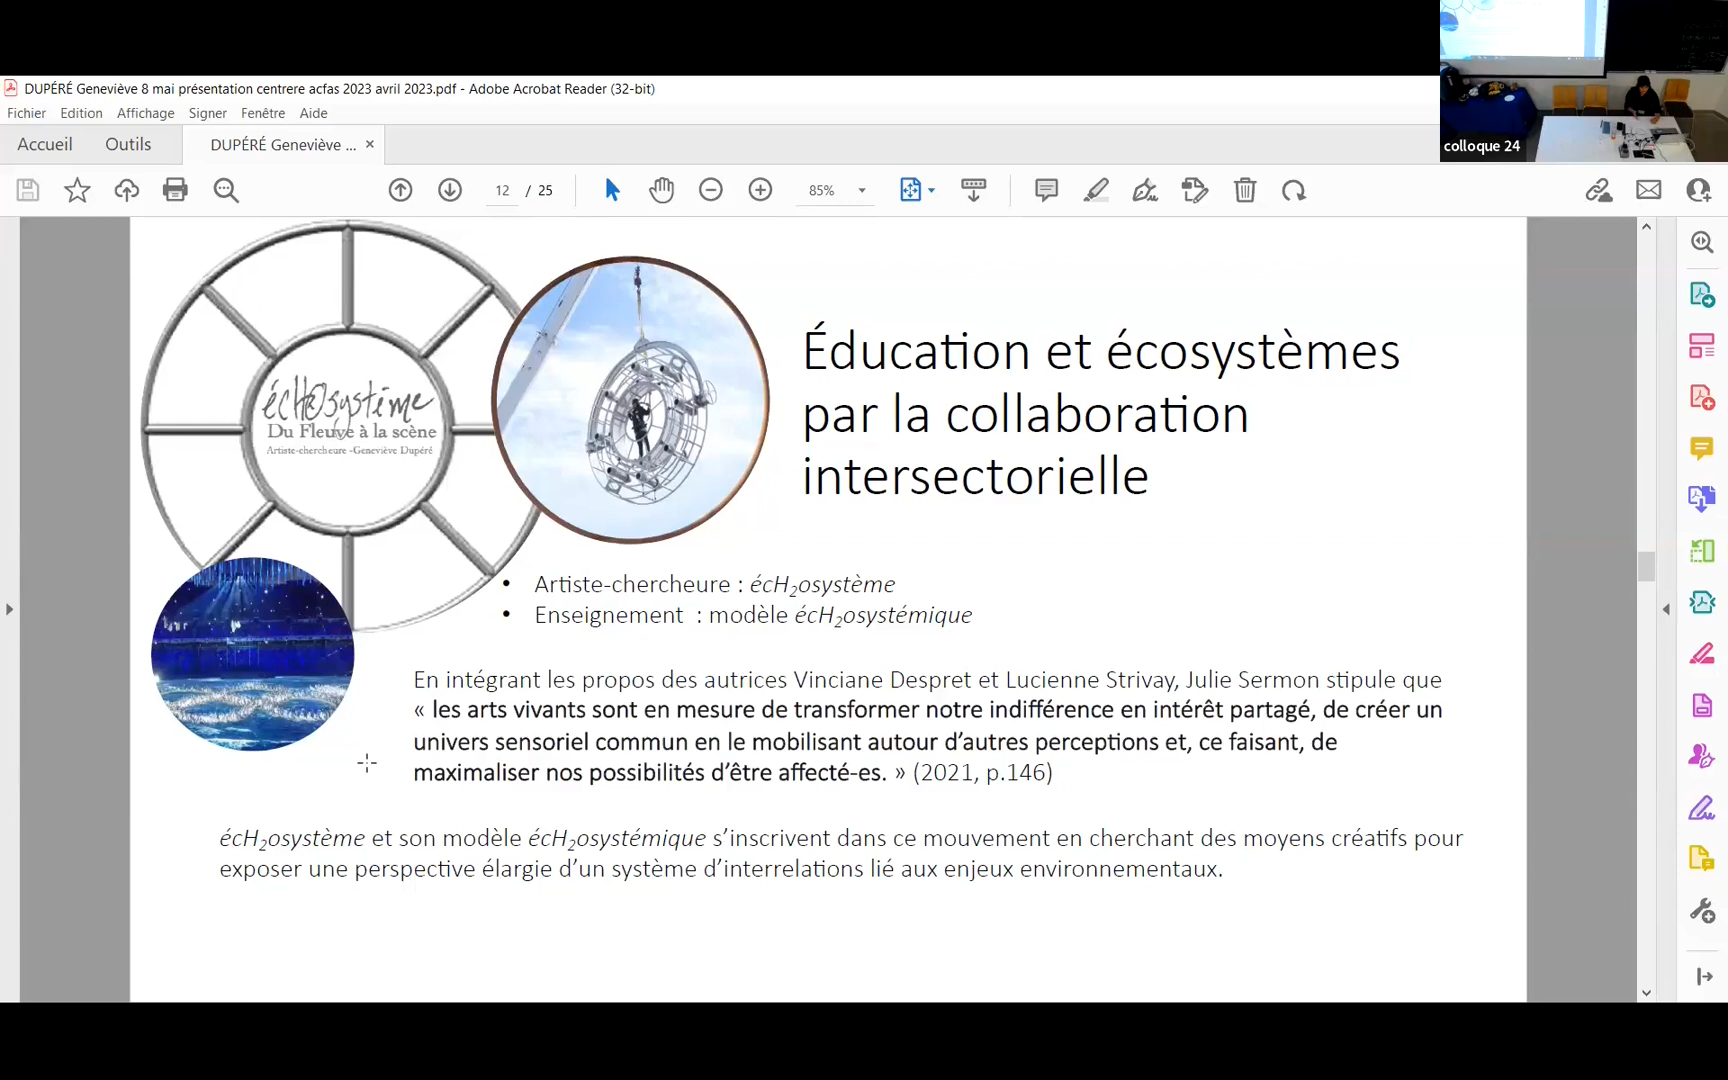 DUPÉRÉ Geneviève 8 mai présentation centrere acfas 2023 avril 2023.pdf - Adobe Acrobat Reader (32-bit)
Fichier Edition Affichage Signer Fenêtre Aide
Accueil Outils DUPÉRÉ Geneviève ... ×
12 / 25 85%
colloque 24
écH2osystème
Du Fleuve à la scène
Artiste-chercheure -Geneviève Dupéré
Éducation et écosystèmes
par la collaboration
intersectorielle
• Artiste-chercheure : écH₂osystème
• Enseignement : modèle écH₂osystémique
En intégrant les propos des autrices Vinciane Despret et Lucienne Strivay, Julie Sermon stipule que
« les arts vivants sont en mesure de transformer notre indifférence en intérêt partagé, de créer un
univers sensoriel commun en le mobilisant autour d’autres perceptions et, ce faisant, de
maximaliser nos possibilités d’être affecté-es. » (2021, p.146)
écH₂osystème et son modèle écH₂osystémique s’inscrivent dans ce mouvement en cherchant des moyens créatifs pour
exposer une perspective élargie d’un système d’interrelations lié aux enjeux environnementaux.